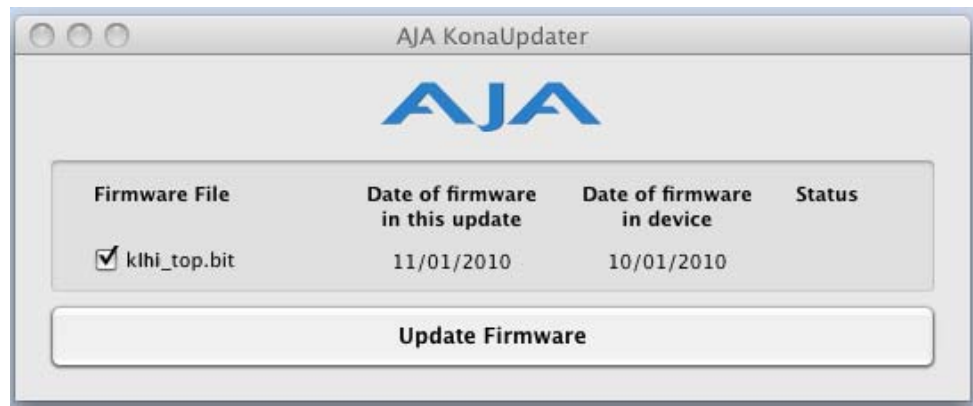 AJA KonaUpdater
AJA
Firmware File
Date of firmware
in this update
Date of firmware
in device
Status
klhi_top.bit
11/01/2010
10/01/2010
Update Firmware